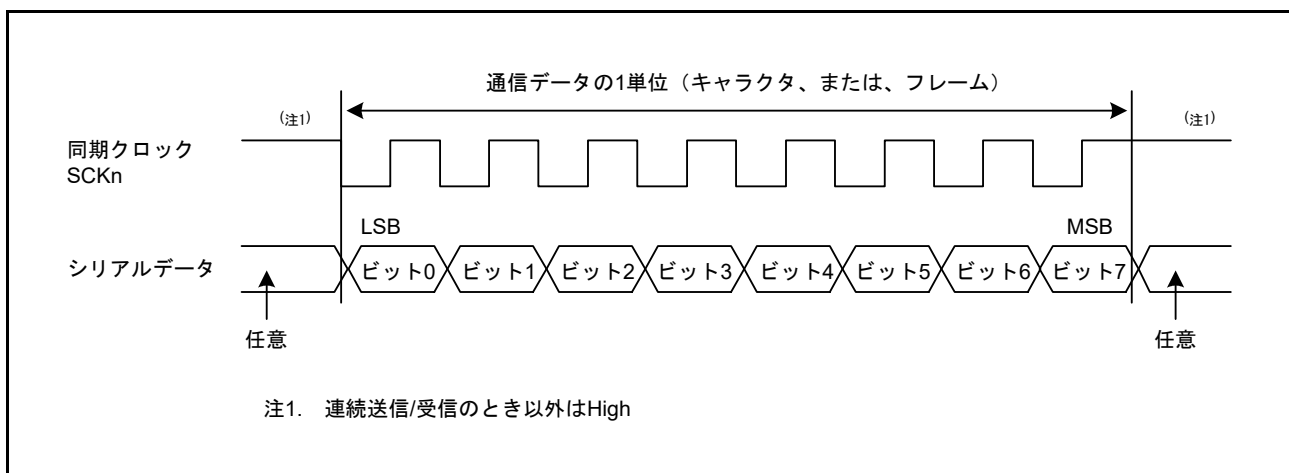 通信データの1単位（キャラクタ、または、フレーム）
(注1)
(注1)
同期クロック
SCKn
LSB
MSB
シリアルデータ
ビット0 ビット1 ビット2 ビット3 ビット4 ビット5 ビット6 ビット7
任意
任意
注1. 連続送信/受信のとき以外はHigh